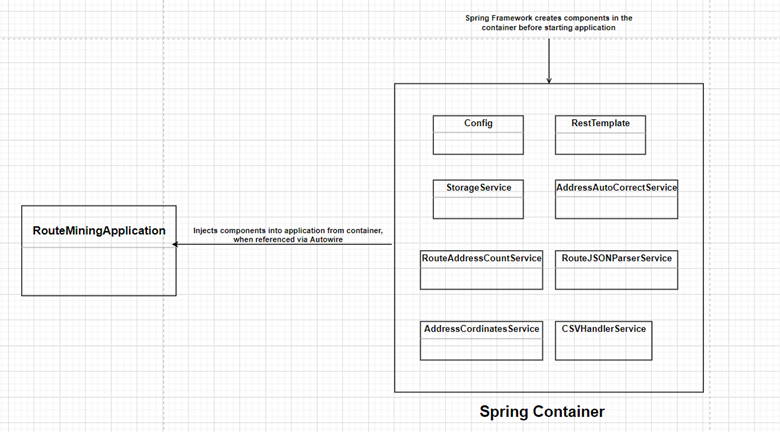 Spring Framework creates components in the
container before starting application
Config
RestTemplate
StorageService
AddressAutoCorrectService
RouteMiningApplication
Injects components into application from container,
when referenced via Autowire
RouteAddressCountService
RouteJSONParserService
AddressCordinatesService
CSVHandlerService
Spring Container